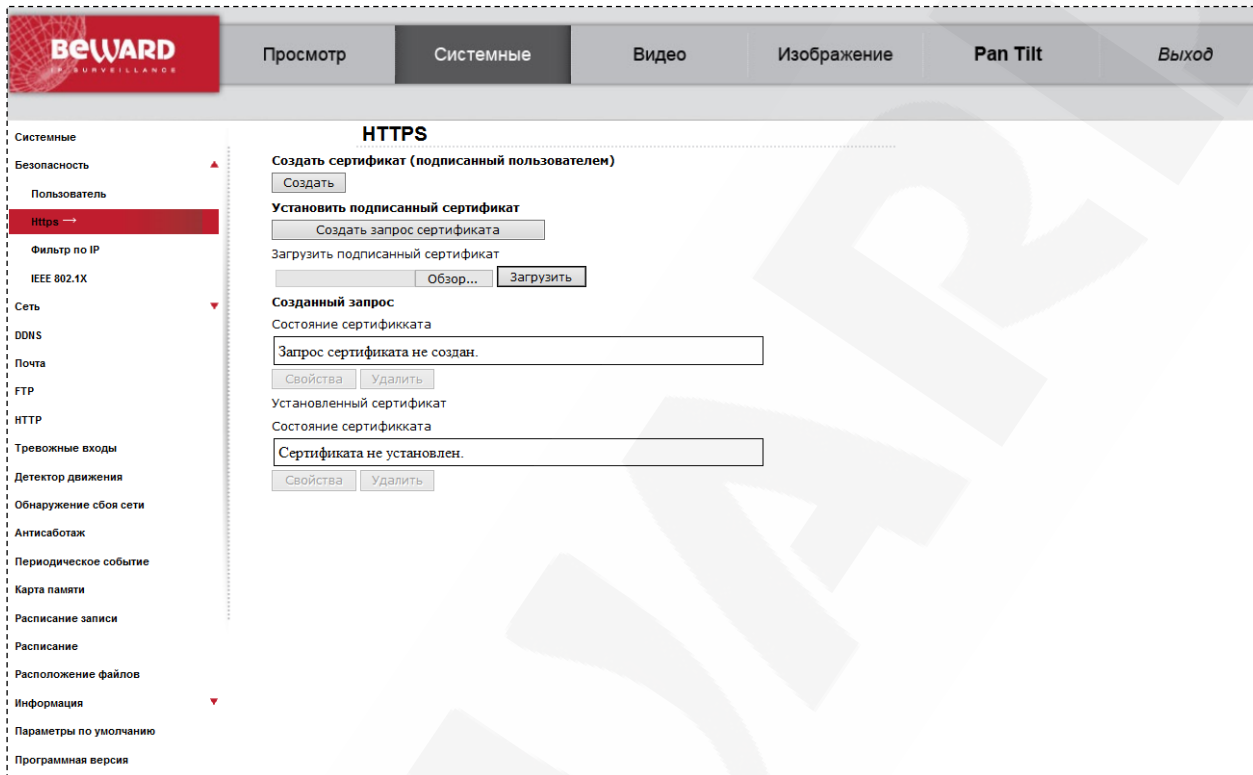 BEWARD
IP SURVEILLANCE
Просмотр
Системные
Видео
Изображение
Pan Tilt
Выход
Системные
Безопасность
Пользователь
Https →
Фильтр по IP
IEEE 802.1X
Сеть
DDNS
Почта
FTP
HTTP
Тревожные входы
Детектор движения
Обнаружение сбоя сети
Антисаботаж
Периодическое событие
Карта памяти
Расписание записи
Расписание
Расположение файлов
Информация
Параметры по умолчанию
Программная версия
HTTPS
Создать сертификат (подписанный пользователем)
Создать
Установить подписанный сертификат
Создать запрос сертификата
Загрузить подписанный сертификат
Обзор... Загрузить
Созданный запрос
Состояние сертификката
Запрос сертификата не создан.
Свойства Удалить
Установленный сертификат
Состояние сертификката
Сертификата не установлен.
Свойства Удалить